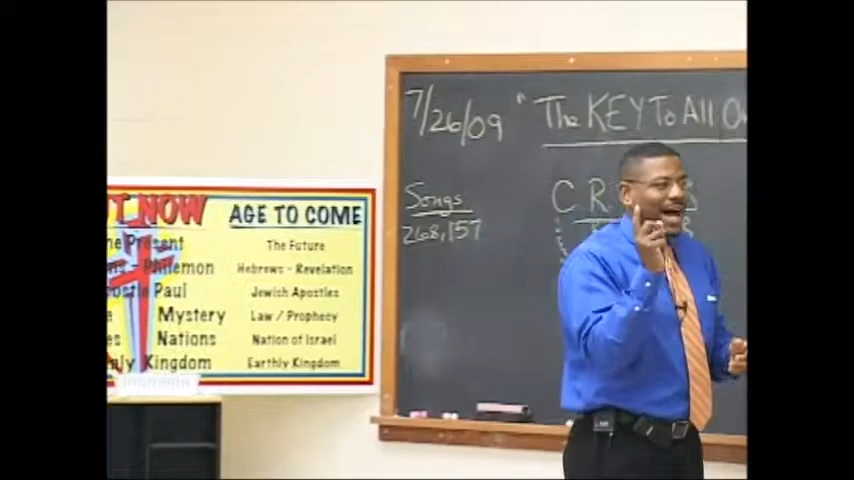 7/26/09 "The KEY To All
Songs
268,157
C R
T NOW
The Present
Philemon
Paul
Mystery
Nations
Kingdom
AGE TO COME
The Future
Hebrews - Revelation
Jewish Apostles
Law / Prophecy
Nation of Israel
Earthly Kingdom